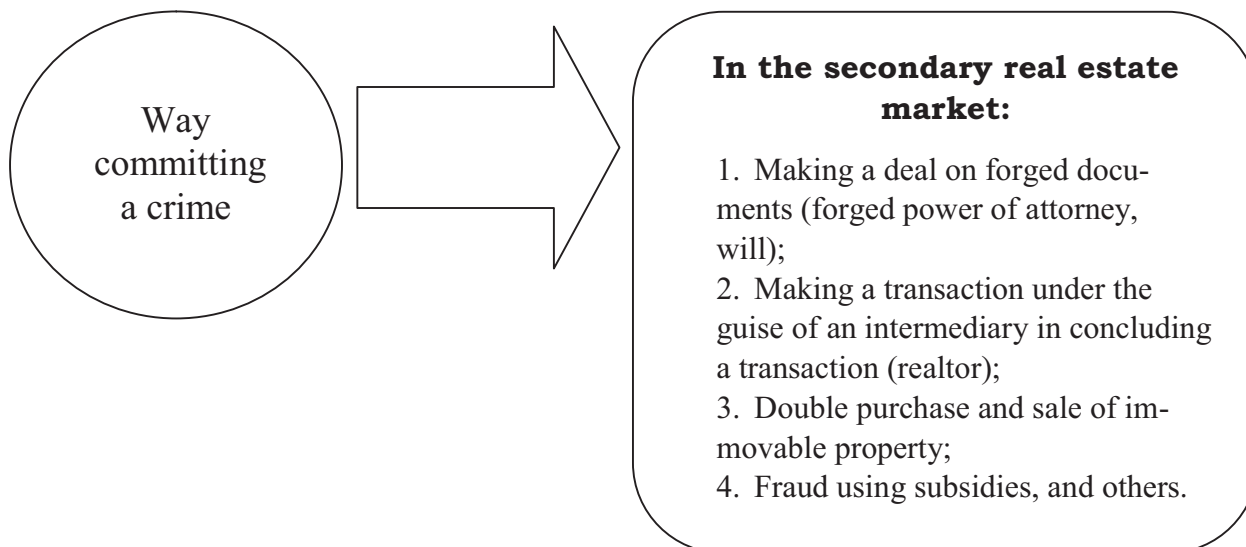 Way
committing
a crime
In the secondary real estate
market:
1. Making a deal on forged docu-
ments (forged power of attorney,
will);
2. Making a transaction under the
guise of an intermediary in concluding
a transaction (realtor);
3. Double purchase and sale of im-
movable property;
4. Fraud using subsidies, and others.